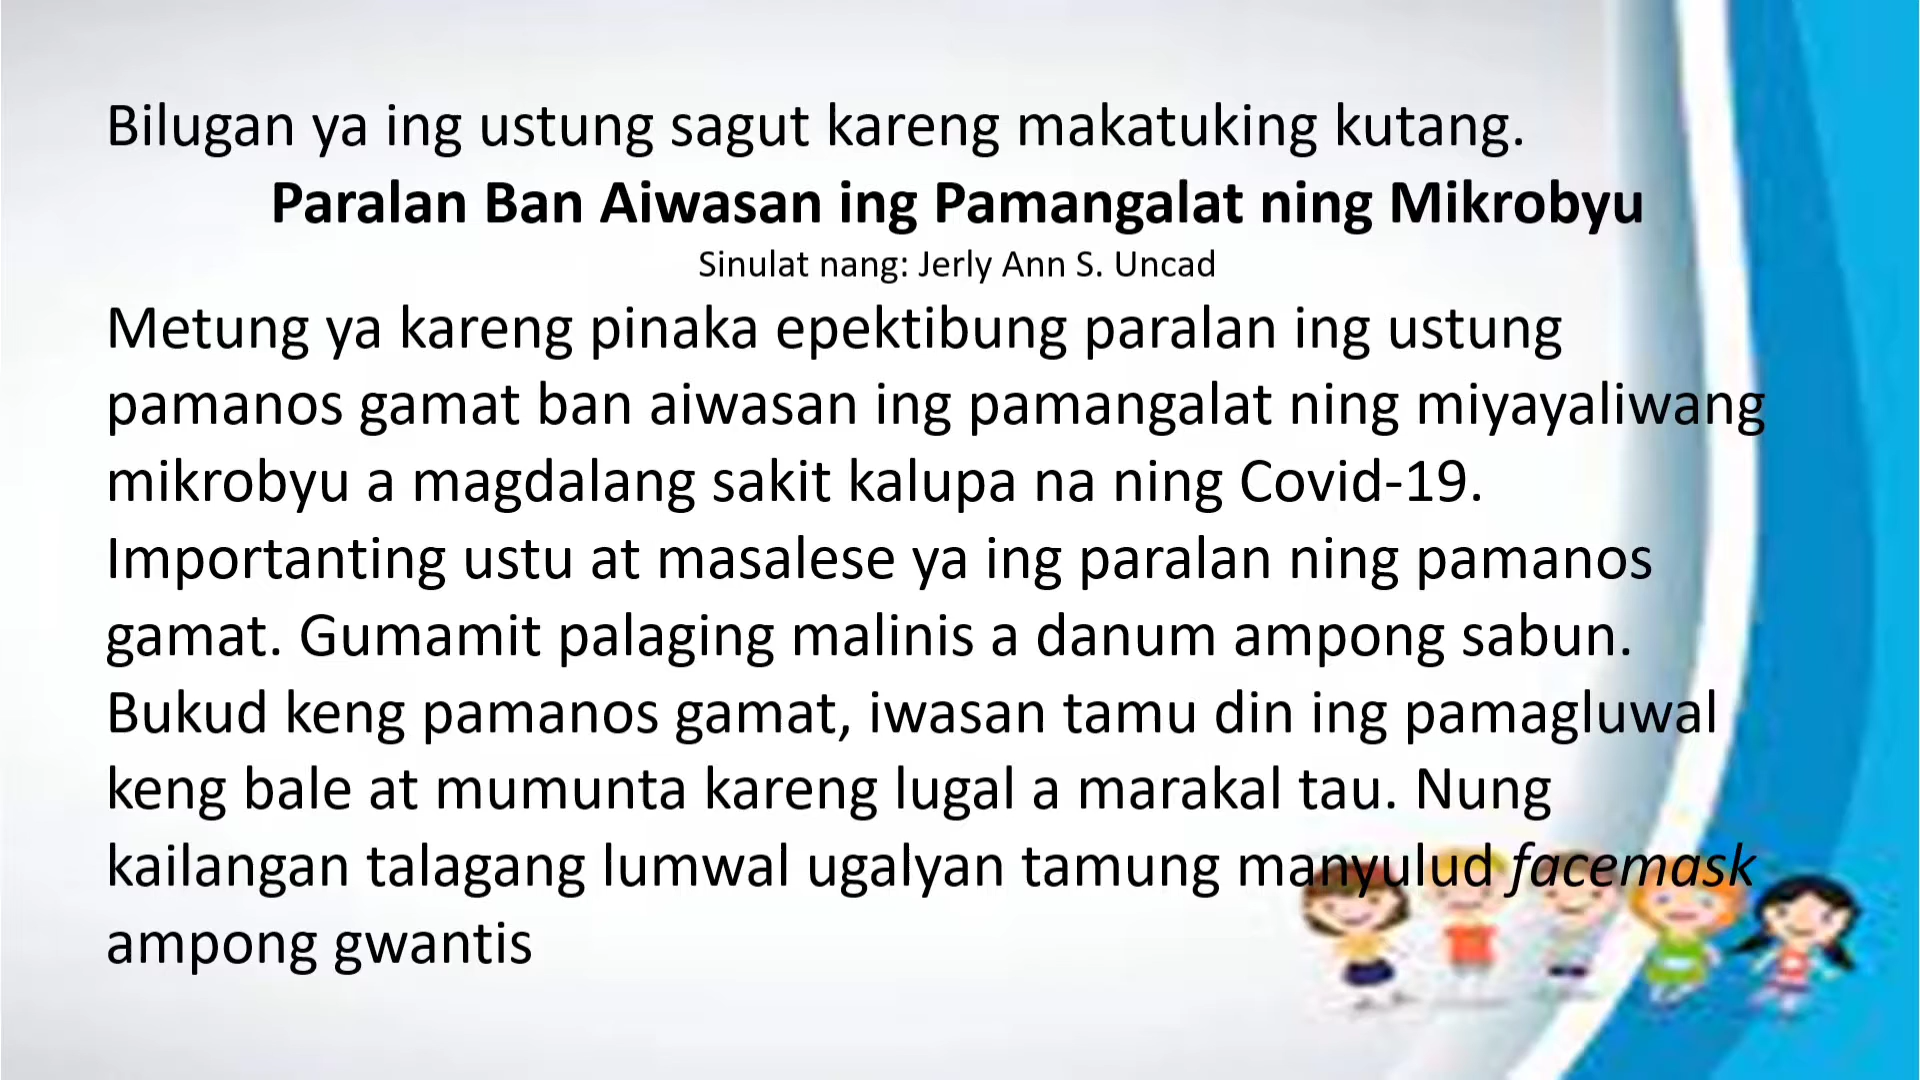 Bilugan ya ing ustung sagut kareng makatuking kutang.
Paralan Ban Aiwasan ing Pamangalat ning Mikrobyu
Sinulat nang: Jerly Ann S. Uncad
Metung ya kareng pinaka epektibung paralan ing ustung
pamanos gamat ban aiwasan ing pamangalat ning miyayaliwang
mikrobyu a magdalang sakit kalupa na ning Covid-19.
Importanting ustu at masalese ya ing paralan ning pamanos
gamat. Gumamit palaging malinis a danum ampong sabun.
Bukud keng pamanos gamat, iwasan tamu din ing pamagluwal
keng bale at mumunta kareng lugal a marakal tau. Nung
kailangan talagang lumwal ugalyan tamung manyulud facemask
ampong gwantis